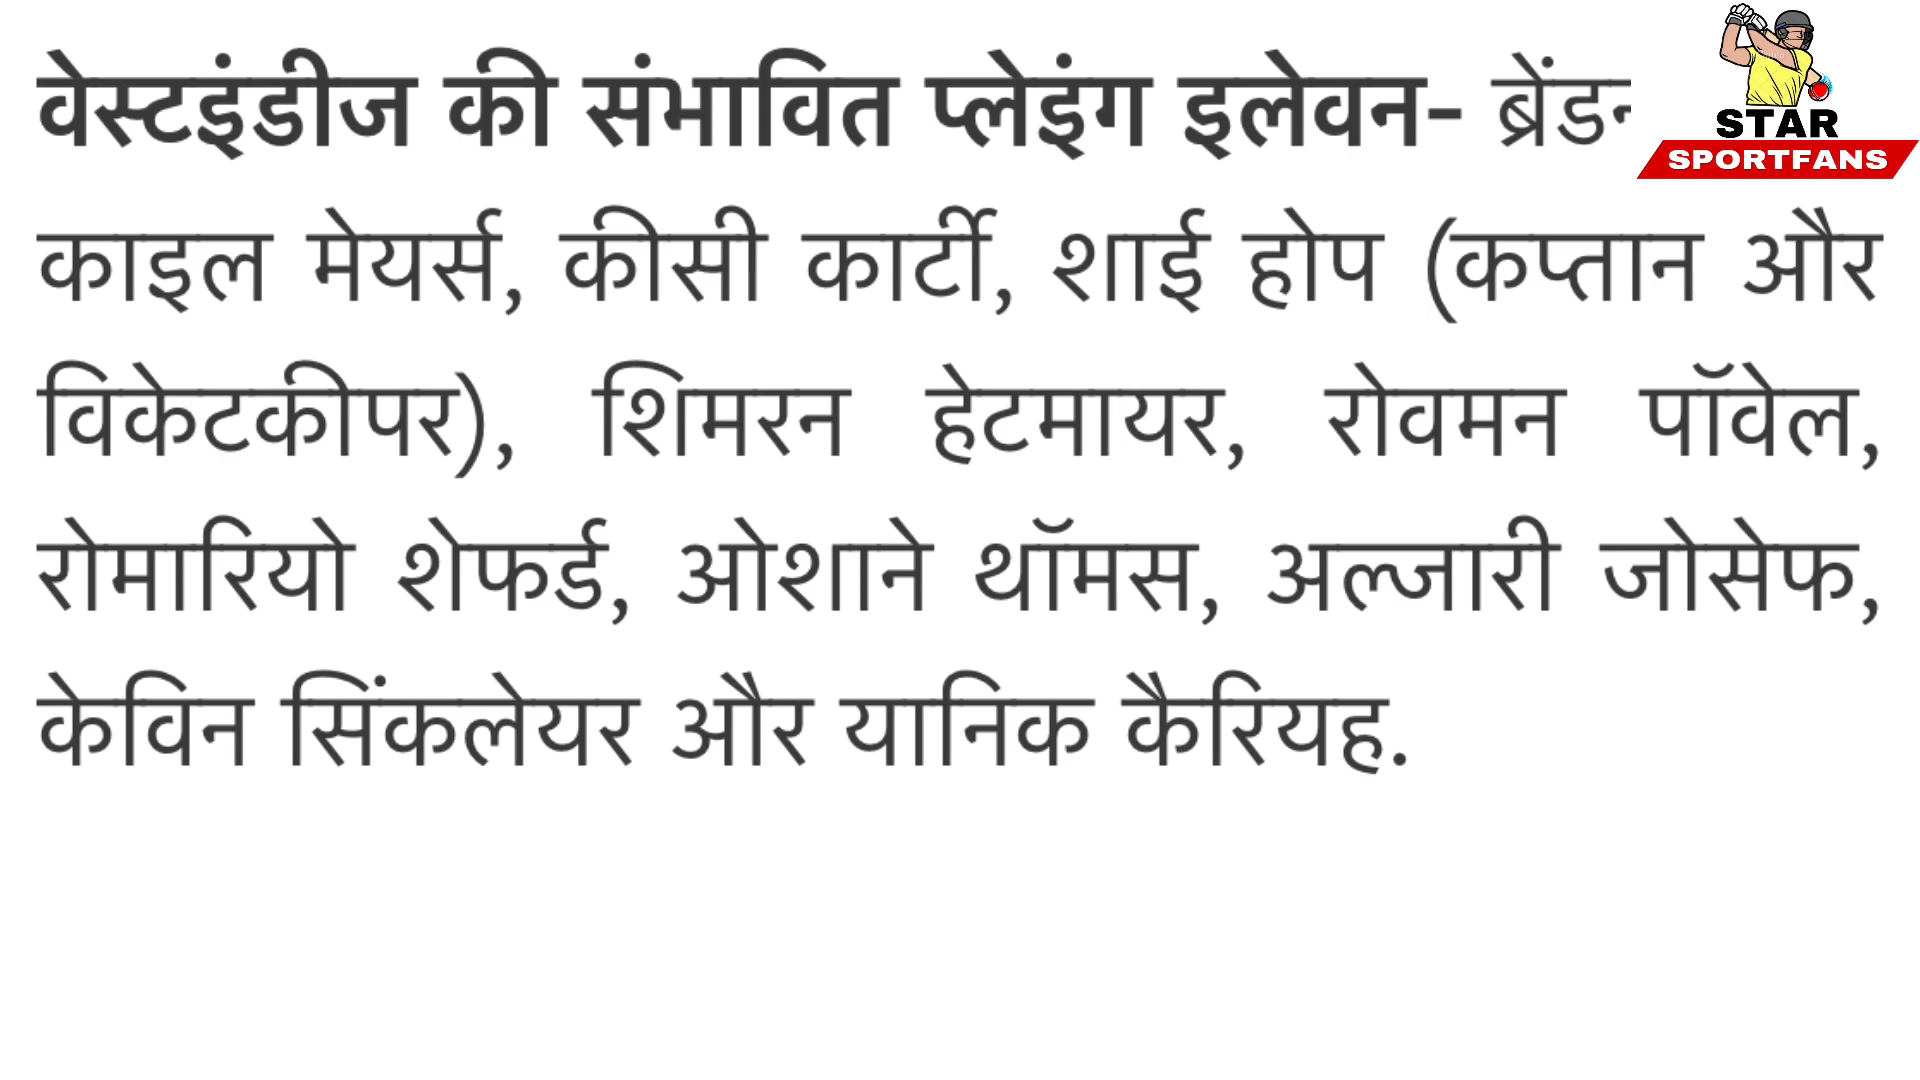 वेस्टइंडीज की संभावित प्लेइंग इलेवन-
STAR
SPORTFANS
काइल मेयर्स, कीसी कार्टी, शाई होप (कप्तान और
विकेटकीपर), शिमरन हेटमायर, रोवमन पॉवेल,
रोमारियो शेफर्ड, ओशाने थॉमस, अल्जारी जोसेफ,
केविन सिंकलेयर और यानिक कैरियह.